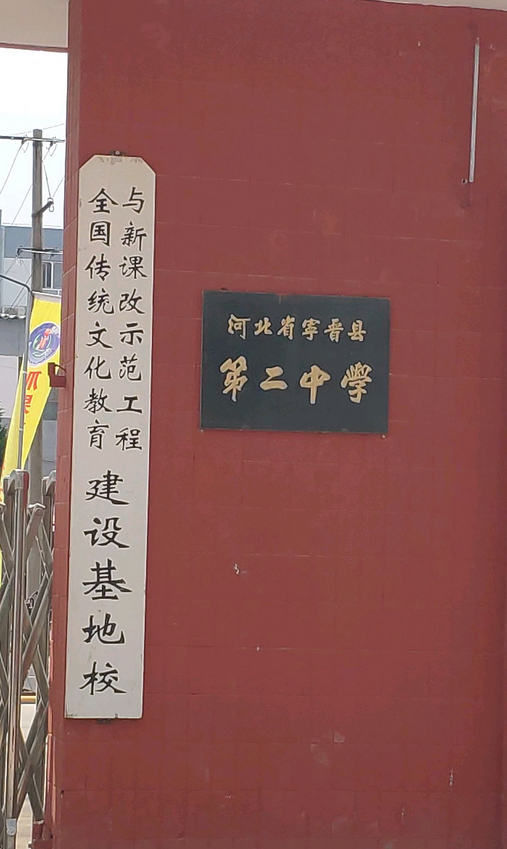 全国传统文化教育
与新课改示范工程
建设基地校
河北省宁晋县
第二中学